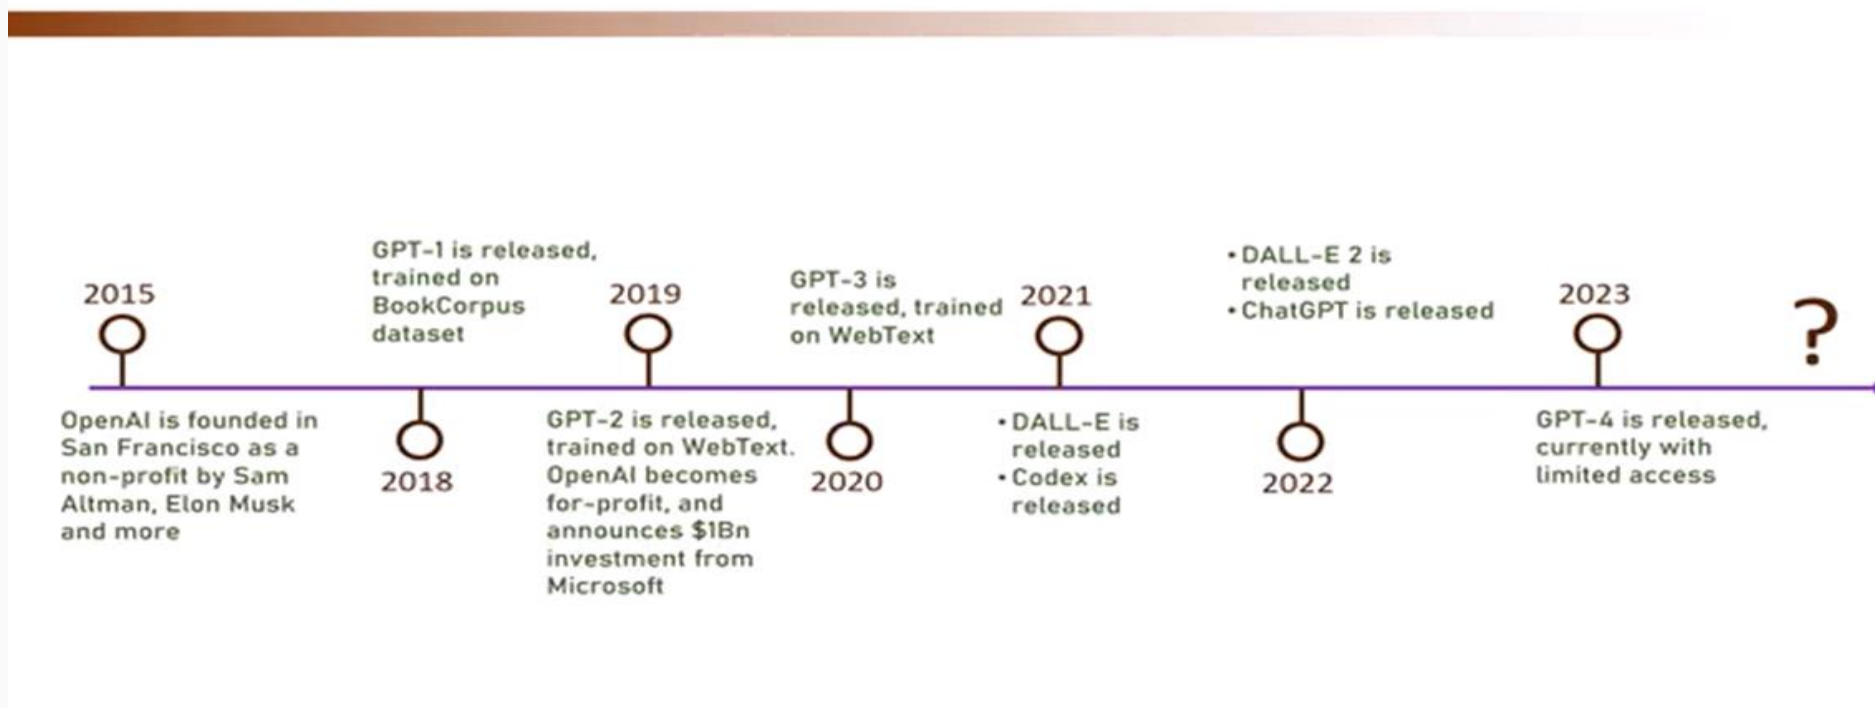 2015
OpenAI is founded in
San Francisco as a
non-profit by Sam
Altman, Elon Musk
and more
GPT-1 is released,
trained on
BookCorpus
dataset
2018
2019
GPT-2 is released,
trained on WebText.
OpenAI becomes
for-profit, and
announces $1Bn
investment from
Microsoft
GPT-3 is
released, trained
on WebText
2020
2021
• DALL-E is
released
• Codex is
released
• DALL-E 2 is
released
• ChatGPT is released
2022
2023
GPT-4 is released,
currently with
limited access
?